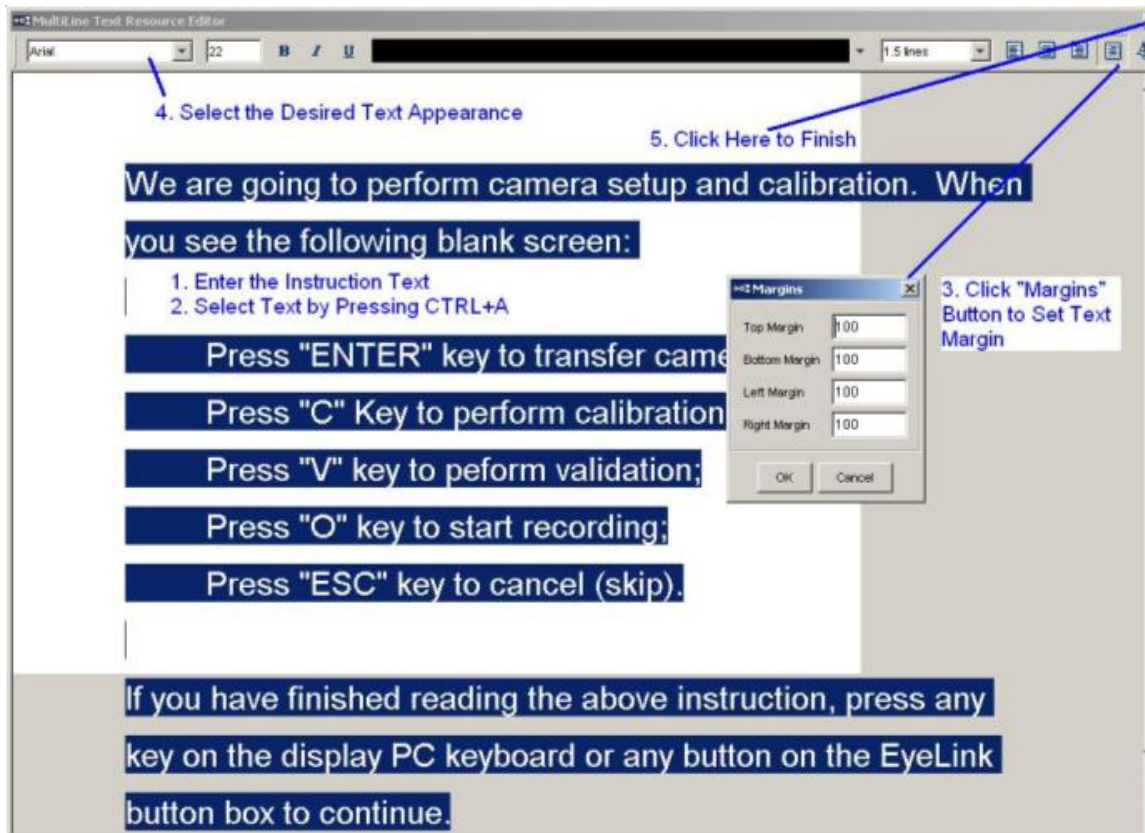 MultiLine Text Resource Editor
Arial 22 B I U 1.5 lines
4. Select the Desired Text Appearance
5. Click Here to Finish
We are going to perform camera setup and calibration.  When
you see the following blank screen:
1. Enter the Instruction Text
2. Select Text by Pressing CTRL+A
Margins
3. Click "Margins"
Button to Set Text
Margin
Top Margin 100
Bottom Margin 100
Left Margin 100
Right Margin 100
OK Cancel
Press "ENTER" key to transfer came
Press "C" Key to perform calibration
Press "V" key to peform validation;
Press "O" key to start recording;
Press "ESC" key to cancel (skip).
If you have finished reading the above instruction, press any
key on the display PC keyboard or any button on the EyeLink
button box to continue.